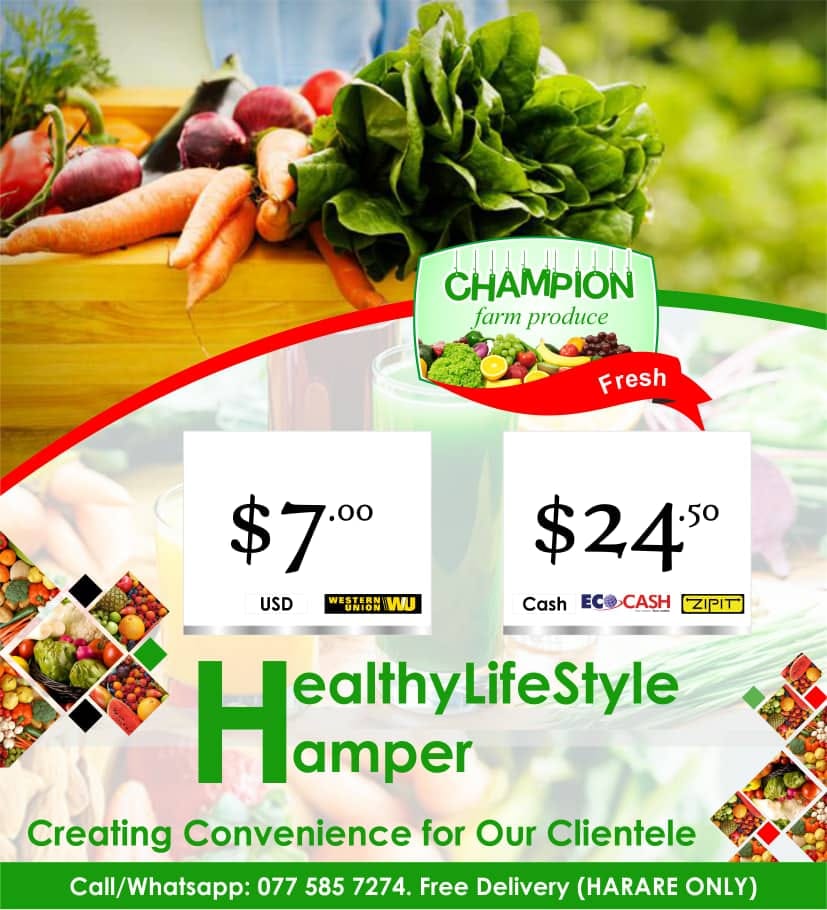 CHAMPION
farm produce
Fresh
$7.00
USD WESTERN UNION WU
$24.50
Cash ECOCASH ZIPIT
HealthyLifeStyle
Hamper
Creating Convenience for Our Clientele
Call/Whatsapp: 077 585 7274. Free Delivery (HARARE ONLY)